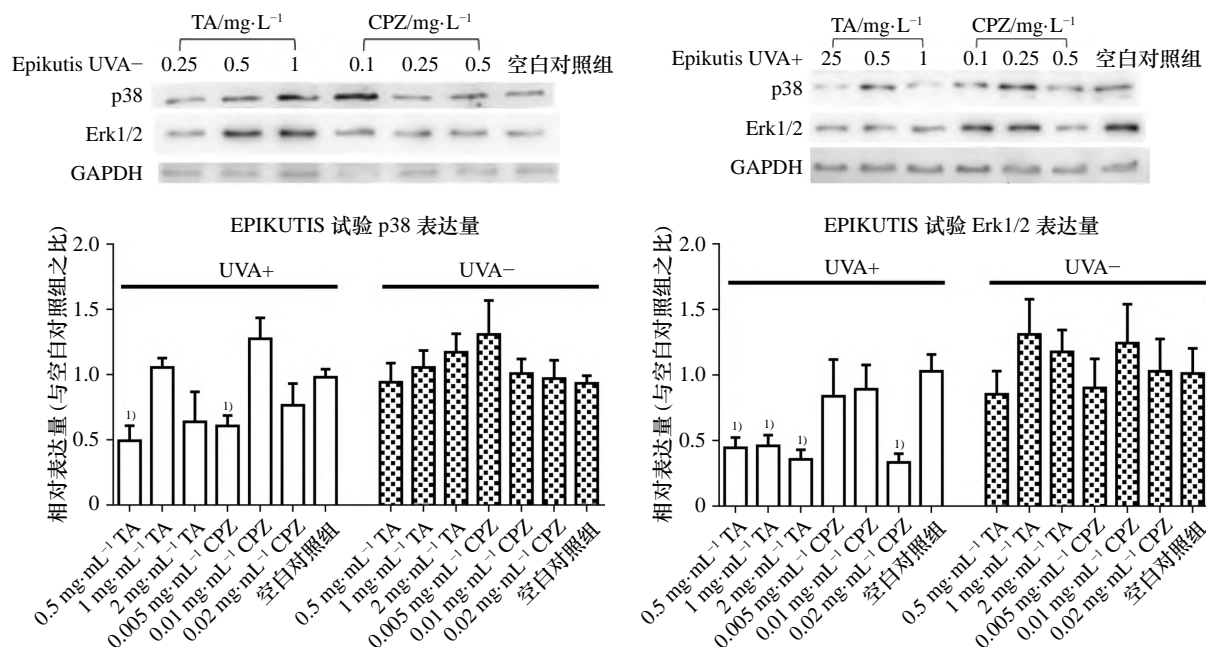 TA/mg·L⁻¹ CPZ/mg·L⁻¹
Epikutis UVA− 0.25 0.5 1 0.1 0.25 0.5 空白对照组
p38
Erk1/2
GAPDH
TA/mg·L⁻¹ CPZ/mg·L⁻¹
Epikutis UVA+ 25 0.5 1 0.1 0.25 0.5 空白对照组
p38
Erk1/2
GAPDH
EPIKUTIS 试验 p38 表达量
相对表达量 (与空白对照组之比)
2.0
1.5
1.0
0.5
0
UVA+ UVA−
1) 1)
0.5 mg·mL⁻¹ TA
1 mg·mL⁻¹ TA
2 mg·mL⁻¹ TA
0.005 mg·mL⁻¹ CPZ
0.01 mg·mL⁻¹ CPZ
0.02 mg·mL⁻¹ CPZ
空白对照组
0.5 mg·mL⁻¹ TA
1 mg·mL⁻¹ TA
2 mg·mL⁻¹ TA
0.005 mg·mL⁻¹ CPZ
0.01 mg·mL⁻¹ CPZ
0.02 mg·mL⁻¹ CPZ
空白对照组
EPIKUTIS 试验 Erk1/2 表达量
相对表达量 (与空白对照组之比)
2.0
1.5
1.0
0.5
0
UVA+ UVA−
1) 1) 1) 1)
0.5 mg·mL⁻¹ TA
1 mg·mL⁻¹ TA
2 mg·mL⁻¹ TA
0.005 mg·mL⁻¹ CPZ
0.01 mg·mL⁻¹ CPZ
0.02 mg·mL⁻¹ CPZ
空白对照组
0.5 mg·mL⁻¹ TA
1 mg·mL⁻¹ TA
2 mg·mL⁻¹ TA
0.005 mg·mL⁻¹ CPZ
0.01 mg·mL⁻¹ CPZ
0.02 mg·mL⁻¹ CPZ
空白对照组